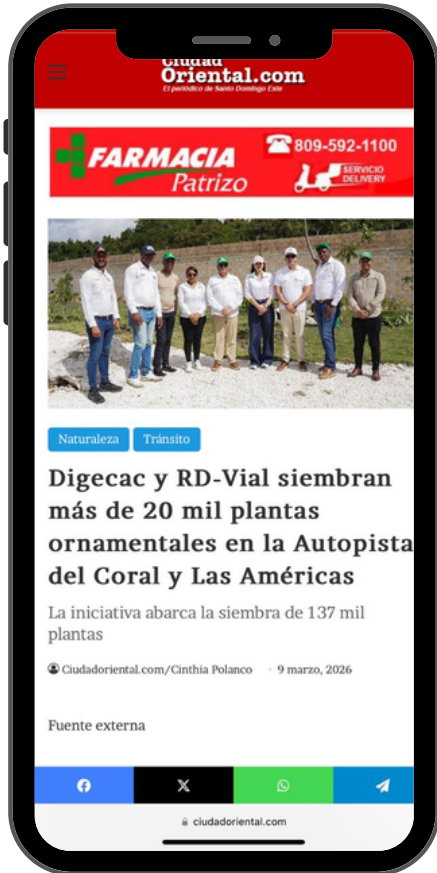 Ciudad
Oriental.com
El periódico de Santo Domingo Este
FARMACIA
Patrizo
809-592-1100
SERVICIO
DELIVERY
Naturaleza
Tránsito
Digecac y RD-Vial siembran
más de 20 mil plantas
ornamentales en la Autopista
del Coral y Las Américas
La iniciativa abarca la siembra de 137 mil
plantas
Ciudadoriental.com/Cinthia Polanco · 9 marzo, 2026
Fuente externa
ciudadoriental.com